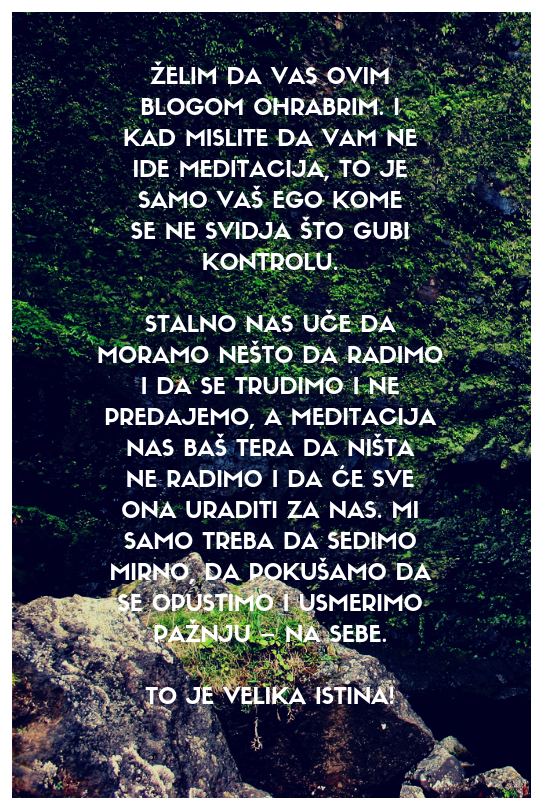 ŽELIM DA VAS OVIM
BLOGOM OHRABRIM. I
KAD MISLITE DA VAM NE
IDE MEDITACIJA, TO JE
SAMO VAŠ EGO KOME
SE NE SVIDJA ŠTO GUBI
KONTROLU.
STALNO NAS UČE DA
MORAMO NEŠTO DA RADIMO
I DA SE TRUDIMO I NE
PREDAJEMO, A MEDITACIJA
NAS BAŠ TERA DA NIŠTA
NE RADIMO I DA ĆE SVE
ONA URADITI ZA NAS. MI
SAMO TREBA DA SEDIMO
MIRNO, DA POKUŠAMO DA
SE OPUSTIMO I USMERIMO
PAŽNJU – NA SEBE.
TO JE VELIKA ISTINA!